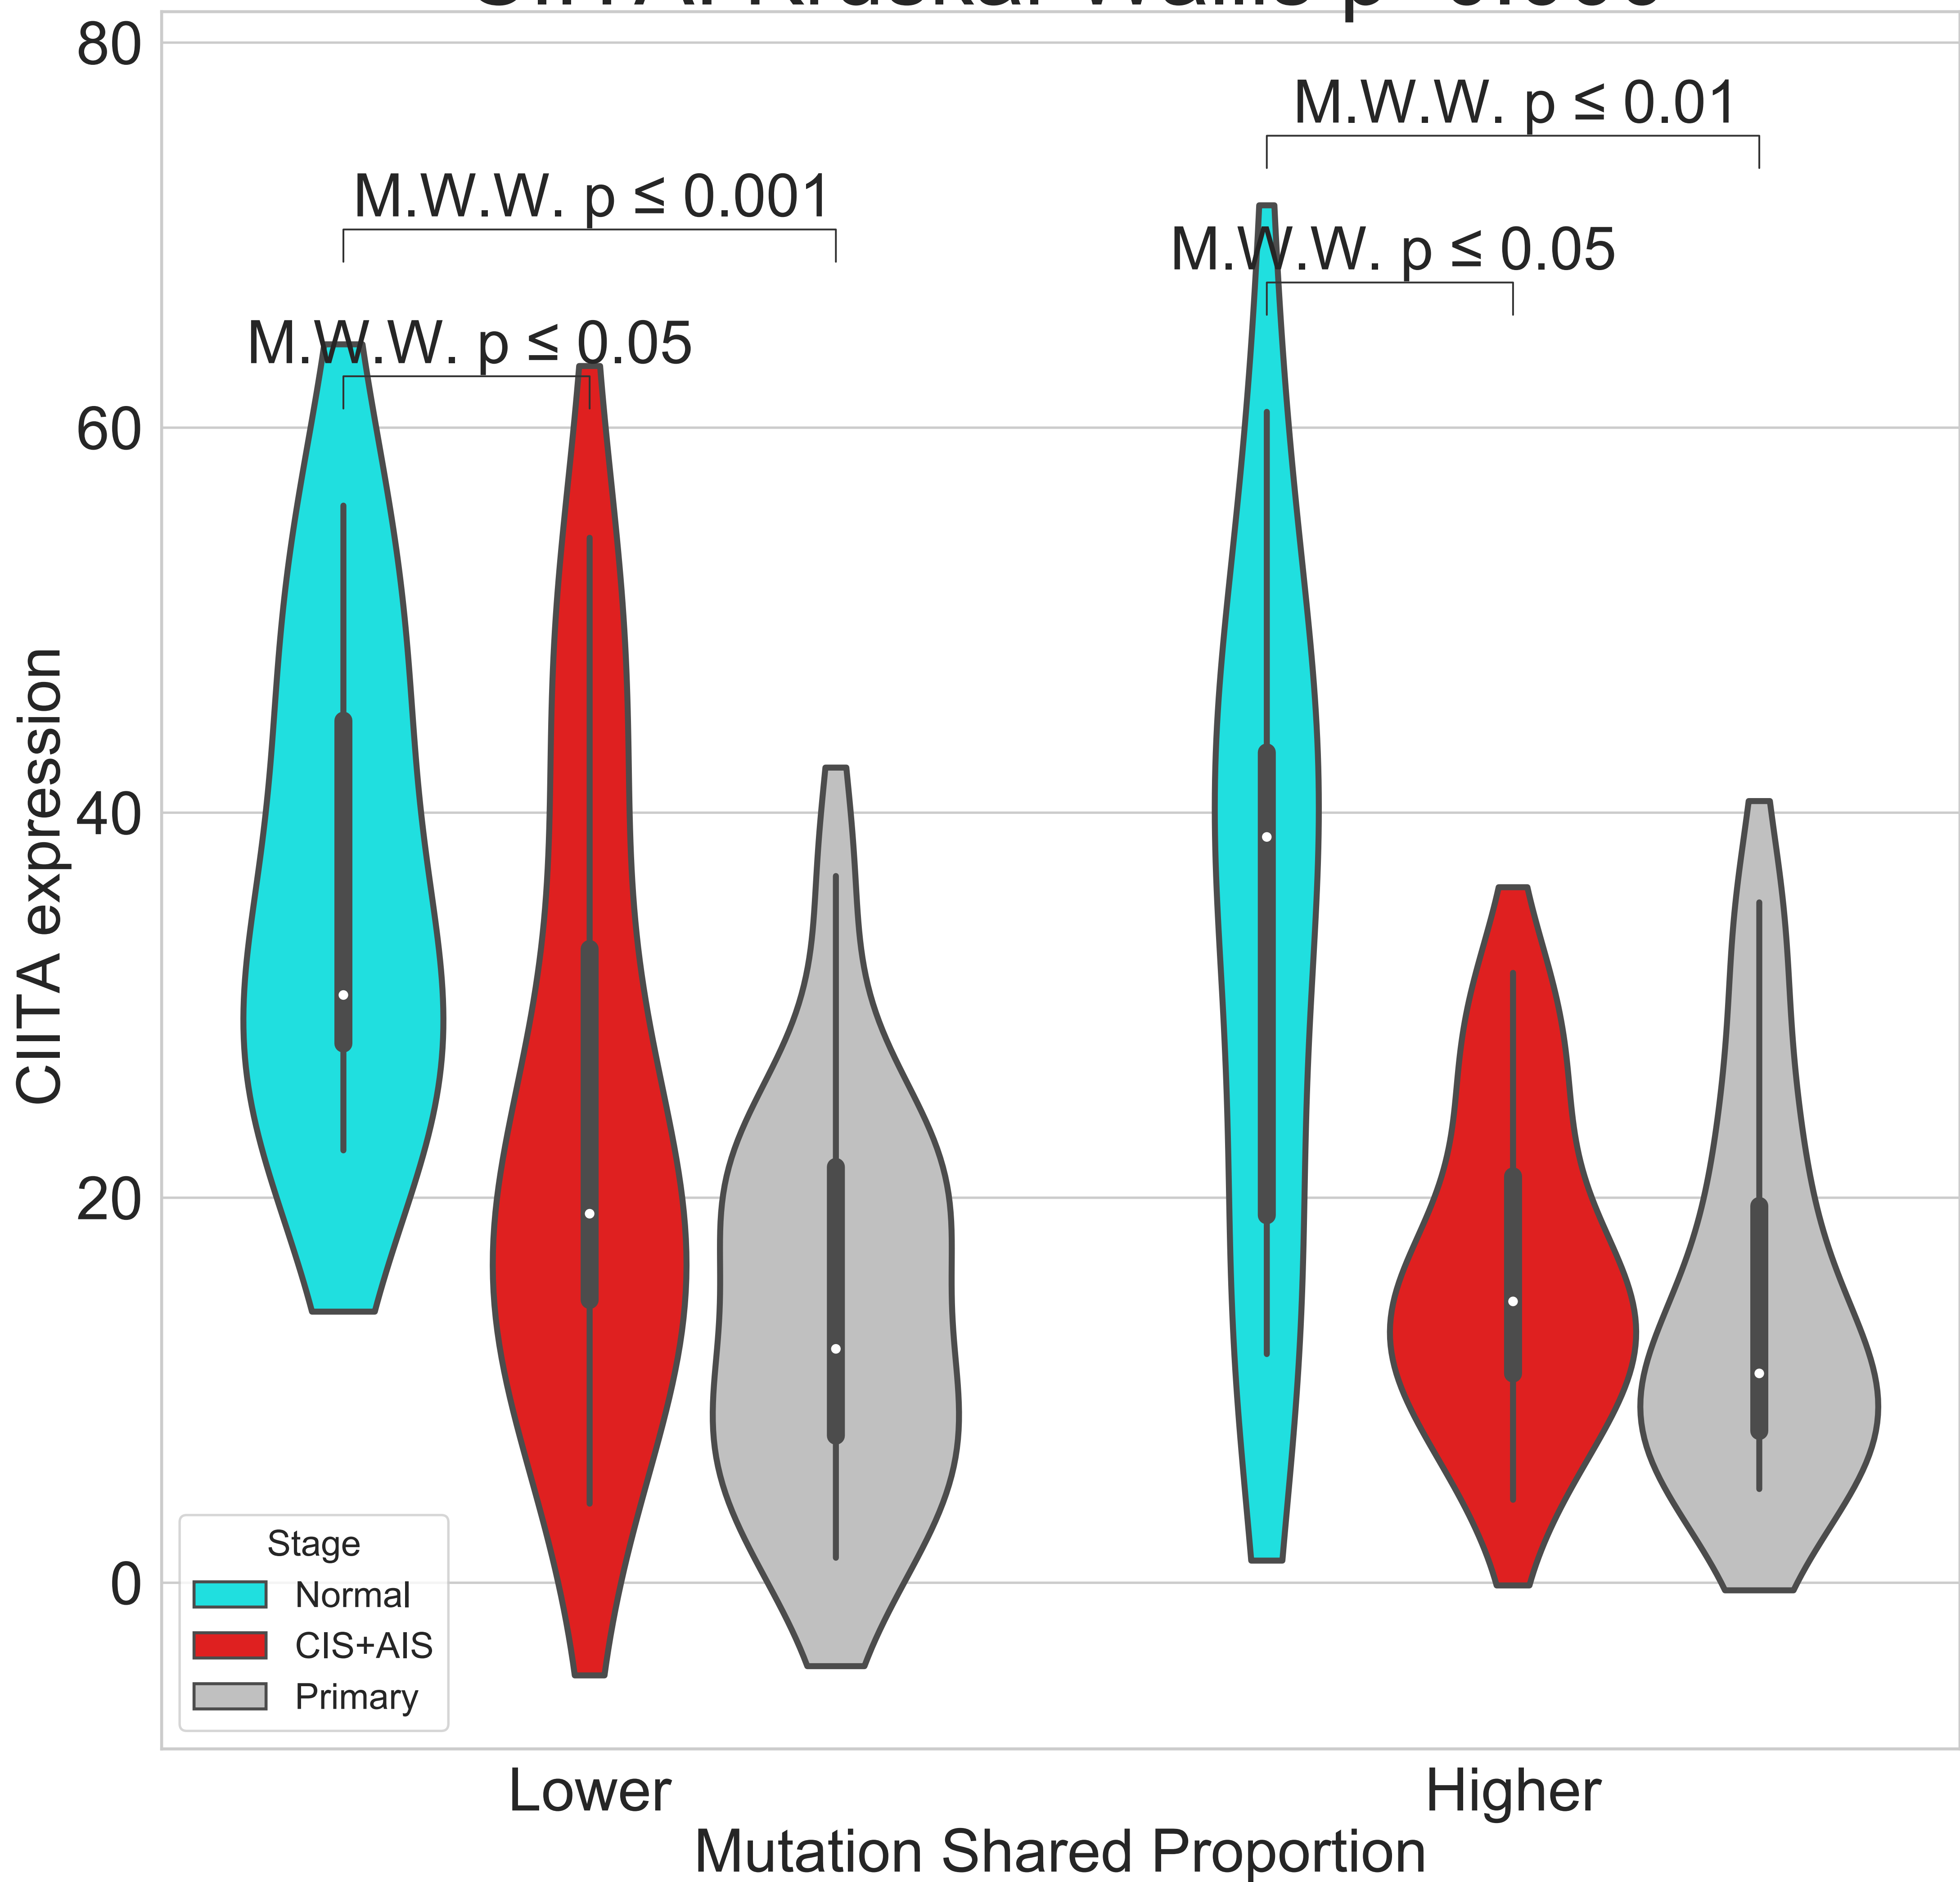 80
M.W.W. p ≤ 0.01
M.W.W. p ≤ 0.001
M.W.W. p ≤ 0.05
M.W.W. p ≤ 0.05
60
40
20
0
CIITA expression
Stage
Normal
CIS+AIS
Primary
Lower
Higher
Mutation Shared Proportion